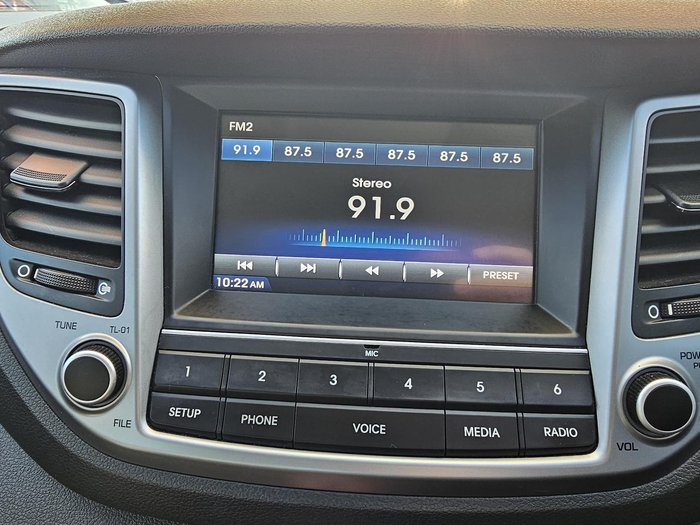 FM2
91.9 87.5 87.5 87.5 87.5 87.5
Stereo
91.9
PRESET
10:22 AM
MIC
TUNE
TL-01
FILE
1 2 3 4 5 6
SETUP PHONE VOICE MEDIA RADIO
VOL